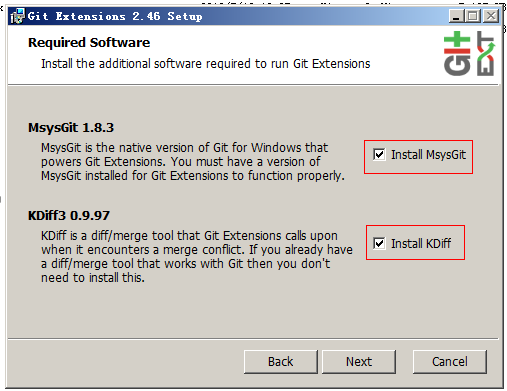 Git Extensions 2.46 Setup
Required Software
Install the additional software required to run Git Extensions
Git
EXT
MsysGit 1.8.3
MsysGit is the native version of Git for Windows that
powers Git Extensions. You must have a version of
MsysGit installed for Git Extensions to function properly.
Install MsysGit
KDiff3 0.9.97
KDiff is a diff/merge tool that Git Extensions calls upon
when it encounters a merge conflict. If you already have
a diff/merge tool that works with Git then you don't
need to install this.
Install KDiff
Back
Next
Cancel